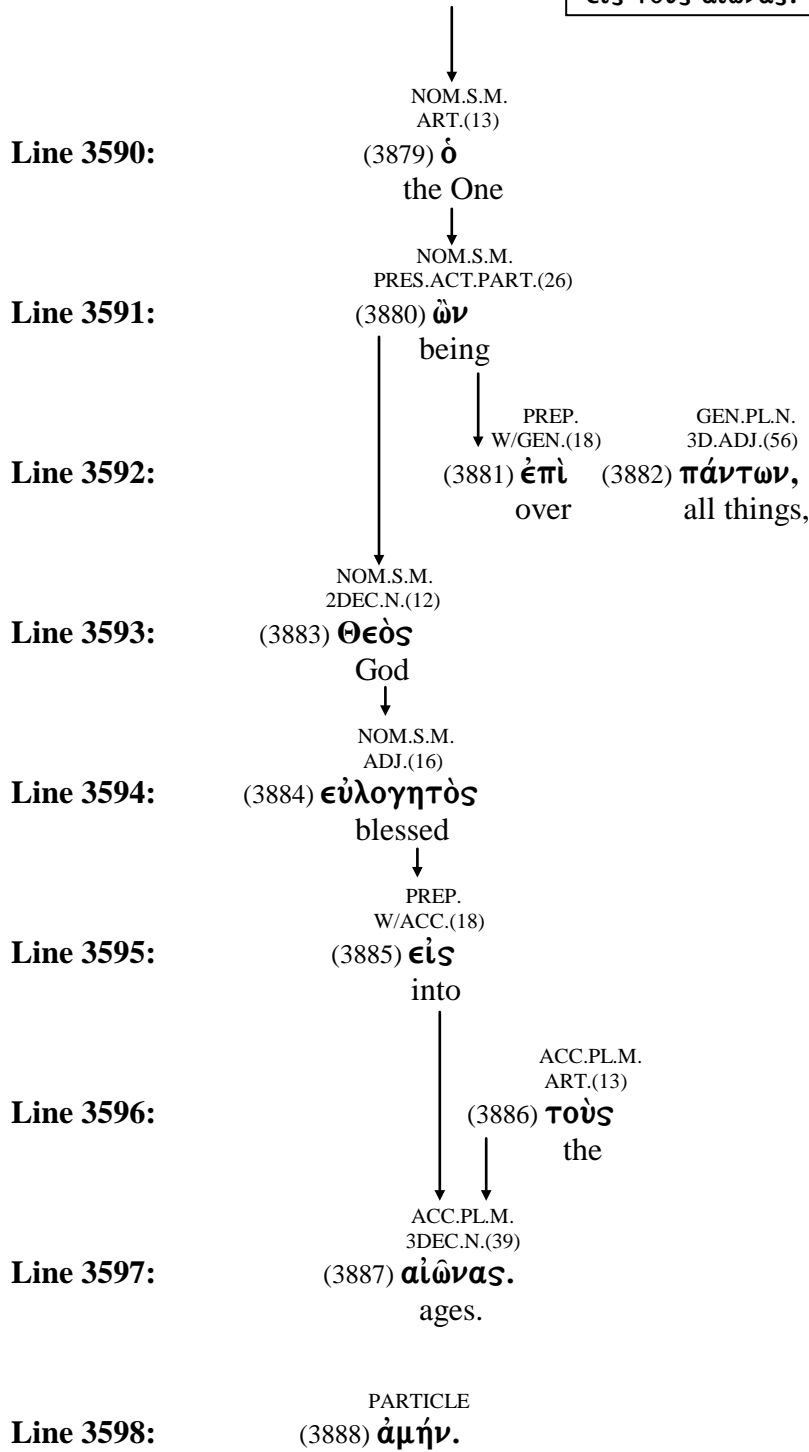 εἰς τοὺς αἰῶνας.
NOM.S.M.
ART.(13)
Line 3590: (3879) ὁ
the One
NOM.S.M.
PRES.ACT.PART.(26)
Line 3591: (3880) ὢν
being
PREP. GEN.PL.N.
W/GEN.(18) 3D.ADJ.(56)
Line 3592: (3881) ἐπὶ (3882) πάντων,
over all things,
NOM.S.M.
2DEC.N.(12)
Line 3593: (3883) Θεὸς
God
NOM.S.M.
ADJ.(16)
Line 3594: (3884) εὐλογητὸς
blessed
PREP.
W/ACC.(18)
Line 3595: (3885) εἰς
into
ACC.PL.M.
ART.(13)
Line 3596: (3886) τοὺς
the
ACC.PL.M.
3DEC.N.(39)
Line 3597: (3887) αἰῶνας.
ages.
PARTICLE
Line 3598: (3888) ἀμήν.